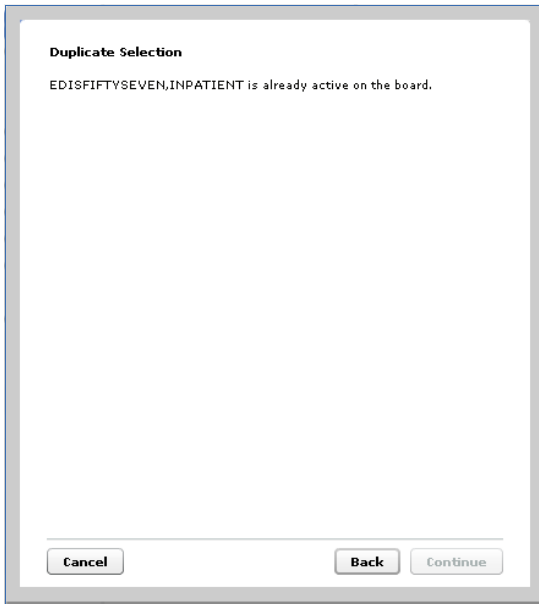 Duplicate Selection
EDISFIFTYSEVEN,INPATIENT is already active on the board.
Cancel
Back
Continue